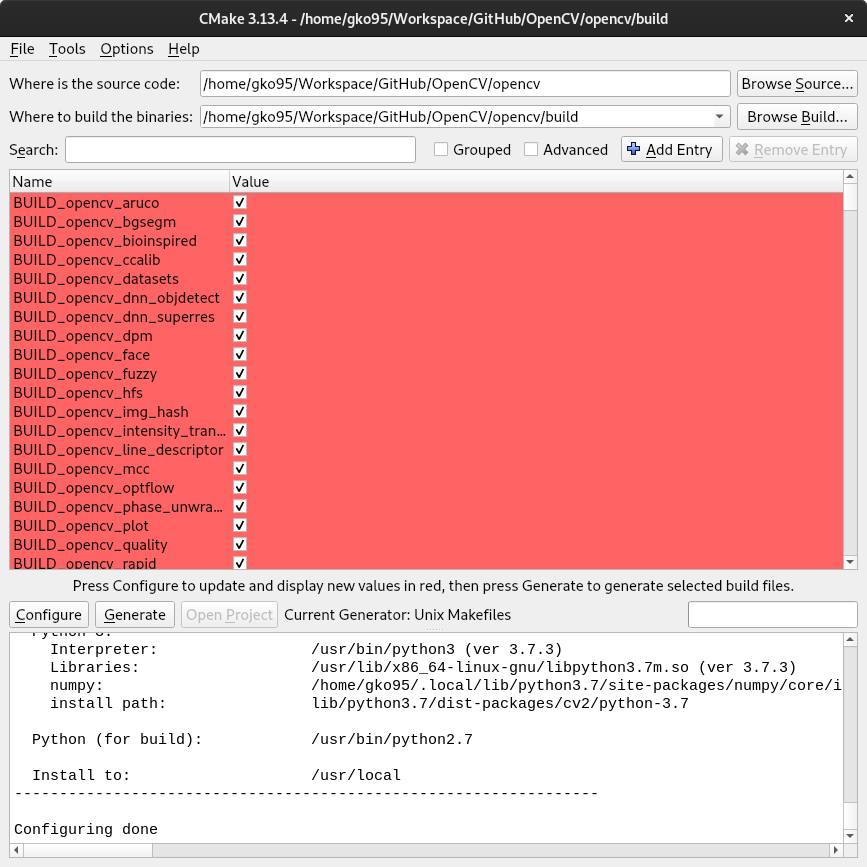 CMake 3.13.4 - /home/gko95/Workspace/GitHub/OpenCV/opencv/build
File Tools Options Help
Where is the source code: /home/gko95/Workspace/GitHub/OpenCV/opencv Browse Source...
Where to build the binaries: /home/gko95/Workspace/GitHub/OpenCV/opencv/build Browse Build...
Search: Grouped Advanced Add Entry Remove Entry
Name Value
BUILD_opencv_aruco
BUILD_opencv_bgsegm
BUILD_opencv_bioinspired
BUILD_opencv_ccalib
BUILD_opencv_datasets
BUILD_opencv_dnn_objdetect
BUILD_opencv_dnn_superres
BUILD_opencv_dpm
BUILD_opencv_face
BUILD_opencv_fuzzy
BUILD_opencv_hfs
BUILD_opencv_img_hash
BUILD_opencv_intensity_tran...
BUILD_opencv_line_descriptor
BUILD_opencv_mcc
BUILD_opencv_optflow
BUILD_opencv_phase_unwra...
BUILD_opencv_plot
BUILD_opencv_quality
BUILD_opencv_rapid
Press Configure to update and display new values in red, then press Generate to generate selected build files.
Configure Generate Open Project Current Generator: Unix Makefiles
Python 3:
Interpreter: /usr/bin/python3 (ver 3.7.3)
Libraries: /usr/lib/x86_64-linux-gnu/libpython3.7m.so (ver 3.7.3)
numpy: /home/gko95/.local/lib/python3.7/site-packages/numpy/core/i
install path: lib/python3.7/dist-packages/cv2/python-3.7
Python (for build): /usr/bin/python2.7
Install to: /usr/local
-----------------------------------------------------------------
Configuring done